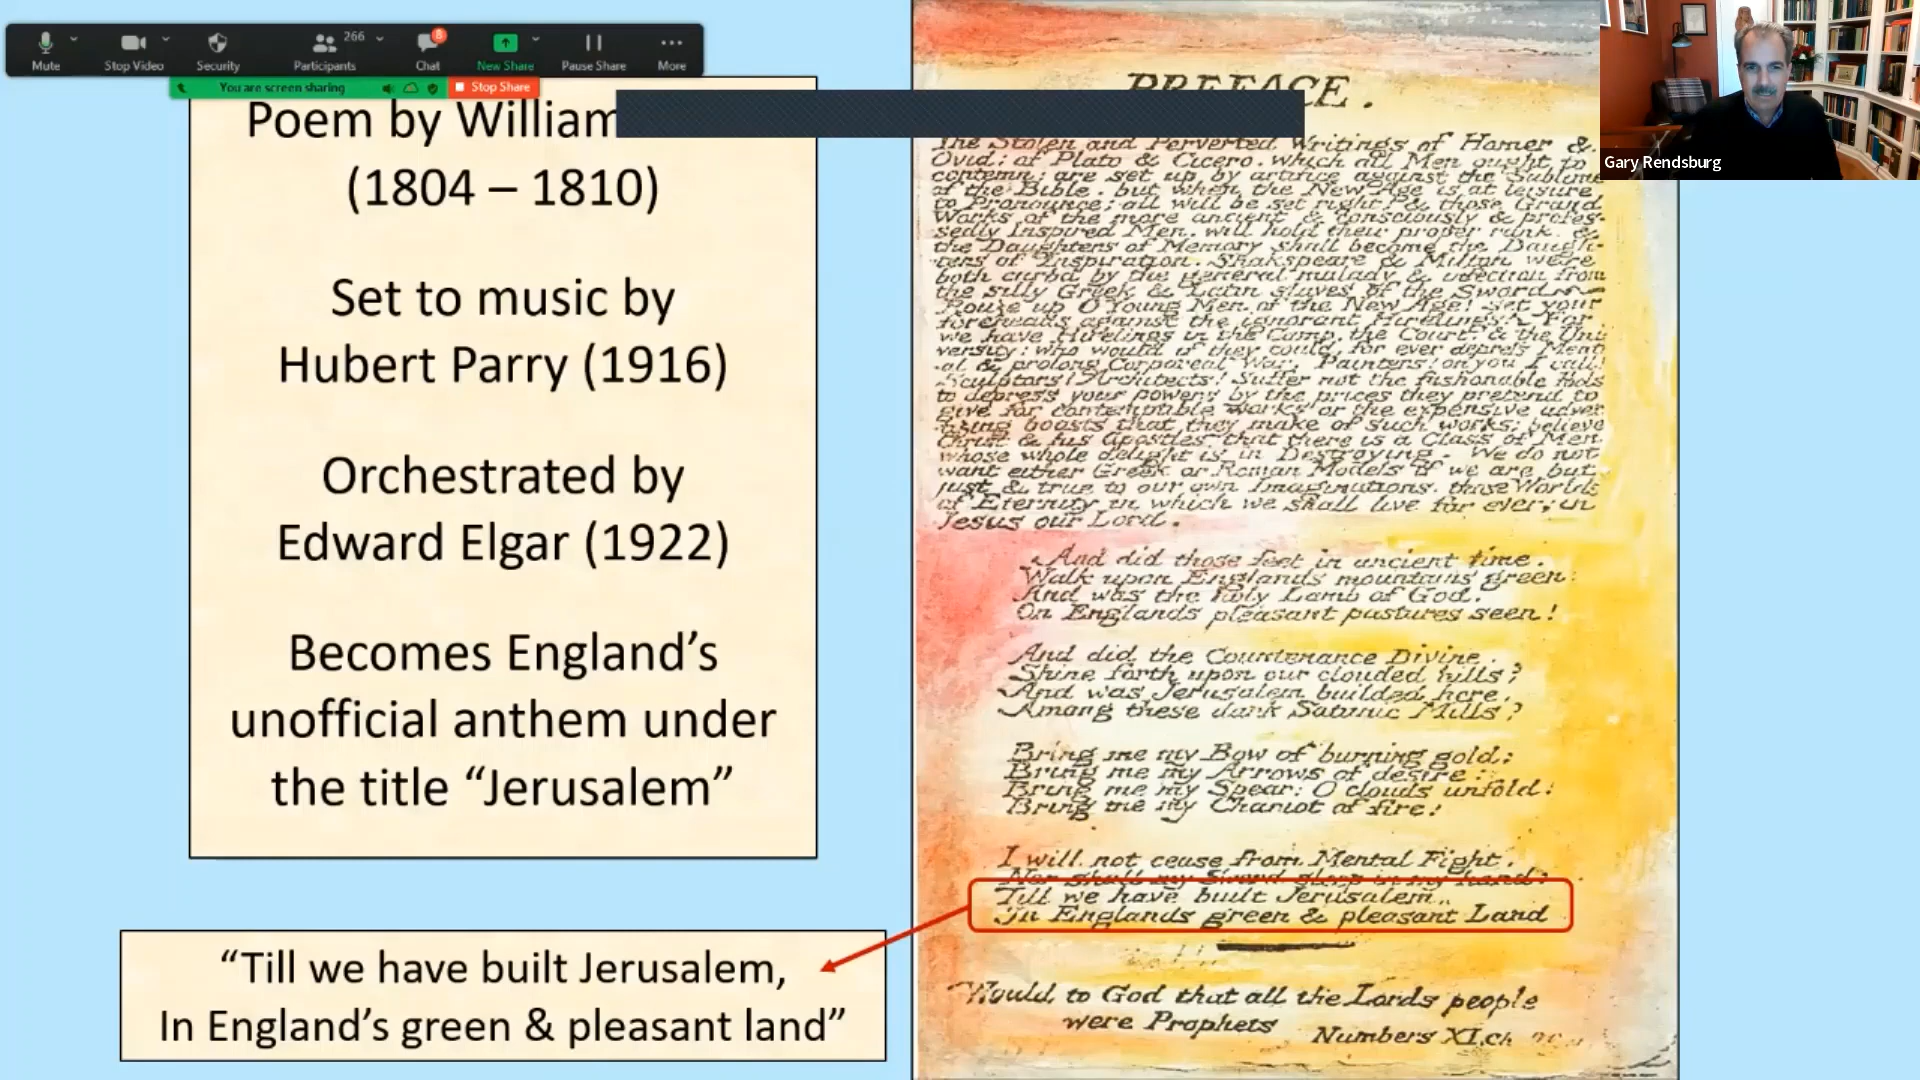 Mute
Stop Video
Security
266
Participants
8
Chat
New Share
Pause Share
More
You are screen sharing
Stop Share
Gary Rendsburg
Poem by William
(1804 – 1810)
Set to music by
Hubert Parry (1916)
Orchestrated by
Edward Elgar (1922)
Becomes England’s
unofficial anthem under
the title “Jerusalem”
“Till we have built Jerusalem,
In England’s green & pleasant land”
PREFACE.
The Stolen and Perverted Writings of Homer &
Ovid: of Plato & Cicero. which all Men ought to
contemn: are set up by artifice against the Sublime
of the Bible. but when the New Age is at leisure
to Pronounce; all will be set right: & those Grand
Works of the more ancient & consciously & profes-
sedly Inspired Men, will hold their proper rank. &
the Daughters of Memory shall become the Daugh-
ters of Inspiration. Shakspeare & Milton were
both curbd by the general malady & infection from
the silly Greek & Latin slaves of the Sword.
Rouze up O Young Men of the New Age! set your
foreheads against the ignorant Hirelings! For
we have Hirelings in the Camp, the Court, & the Uni
versity: who would if they could, for ever depress Ment
-al & prolong Corporeal War. Painters! on you I call!
Sculptors! Architects! Suffer not the fashonable Fools
to depress your powers by the prices they pretend to
give for contemptible works or the expensive adver
tizing boasts that they make of such works; believe
Christ & his Apostles that there is a Class of Men
whose whole delight is in Destroying. We do not
want either Greek or Roman Models if we are but
just & true to our own Imaginations, those Worlds
of Eternity in which we shall live for ever; in
Jesus our Lord.
And did those feet in ancient time.
Walk upon Englands mountains green:
And was the holy Lamb of God.
On Englands pleasant pastures seen!
And did the Countenance Divine.
Shine forth upon our clouded hills?
And was Jerusalem builded here,
Among these dark Satanic Mills?
Bring me my Bow of burning gold:
Bring me my Arrows of desire:
Bring me my Spear: O clouds unfold!
Bring me my Chariot of fire!
I will not cease from Mental Fight.
Nor shall my Sword sleep in my hand:
Till we have built Jerusalem,
In Englands green & pleasant Land
Would to God that all the Lords people
were Prophets
Numbers XI.ch